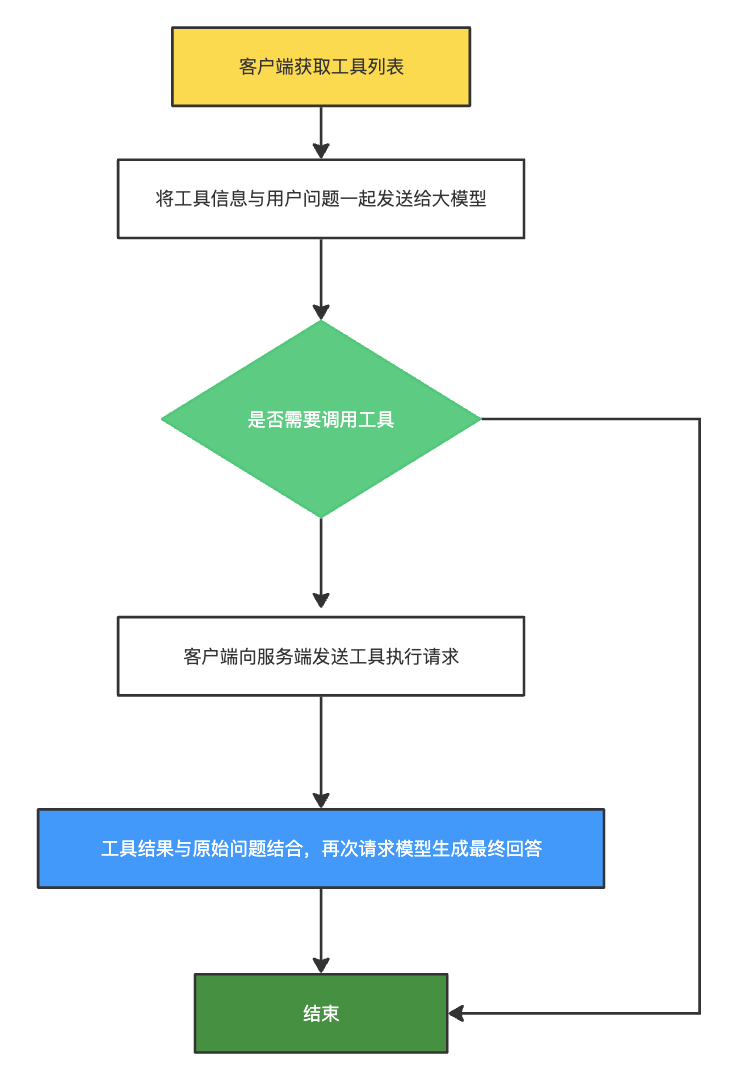 客户端获取工具列表
将工具信息与用户问题一起发送给大模型
是否需要调用工具
客户端向服务端发送工具执行请求
工具结果与原始问题结合，再次请求模型生成最终回答
结束